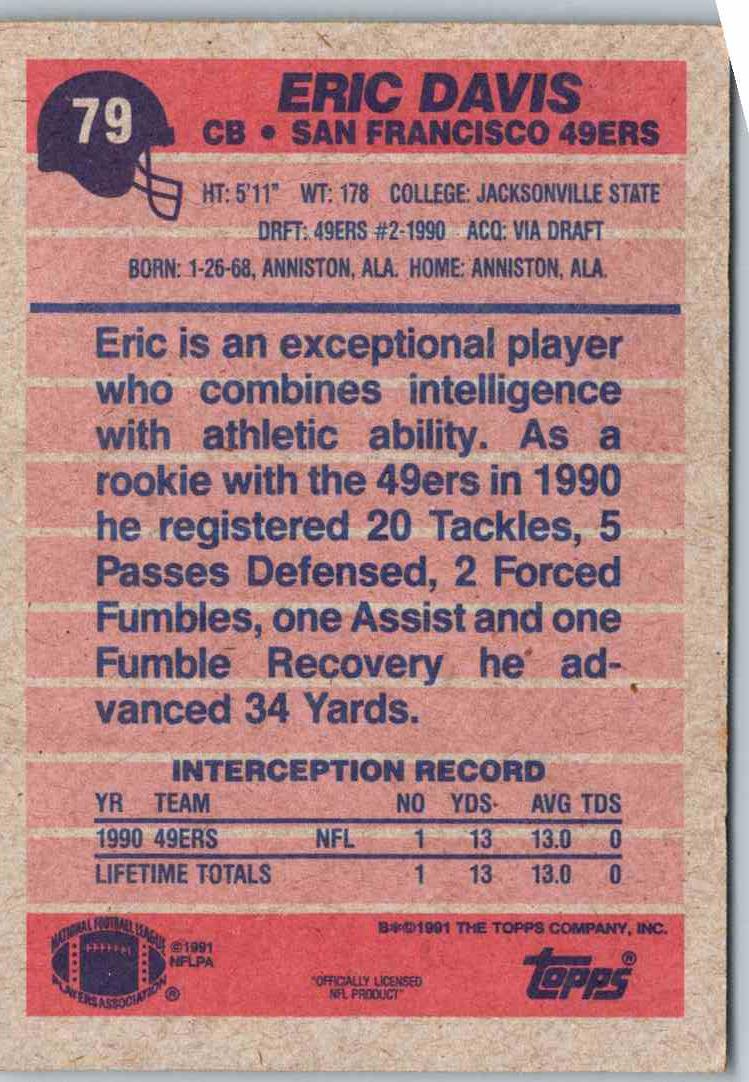 79
ERIC DAVIS
CB • SAN FRANCISCO 49ERS
HT: 5'11" WT: 178 COLLEGE: JACKSONVILLE STATE
DRFT: 49ERS #2-1990 ACQ: VIA DRAFT
BORN: 1-26-68, ANNISTON, ALA. HOME: ANNISTON, ALA.
Eric is an exceptional player
who combines intelligence
with athletic ability. As a
rookie with the 49ers in 1990
he registered 20 Tackles, 5
Passes Defensed, 2 Forced
Fumbles, one Assist and one
Fumble Recovery he ad-
vanced 34 Yards.
INTERCEPTION RECORD
YR TEAM NO YDS. AVG TDS
1990 49ERS NFL 1 13 13.0 0
LIFETIME TOTALS 1 13 13.0 0
B*©1991 THE TOPPS COMPANY, INC.
NATIONAL FOOTBALL LEAGUE
PLAYERS ASSOCIATION ®
©1991
NFLPA
"OFFICIALLY LICENSED
NFL PRODUCT"
topps®